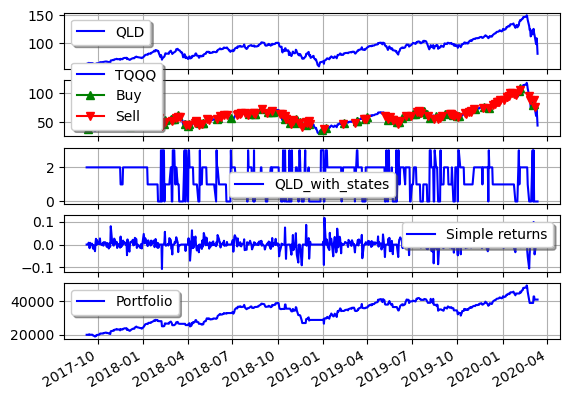 150
100
QLD
100
50
TQQQ
Buy
Sell
2
0
QLD_with_states
0.1
0.0
−0.1
Simple returns
40000
20000
Portfolio
2017-10 2018-01 2018-04 2018-07 2018-10 2019-01 2019-04 2019-07 2019-10 2020-01 2020-04